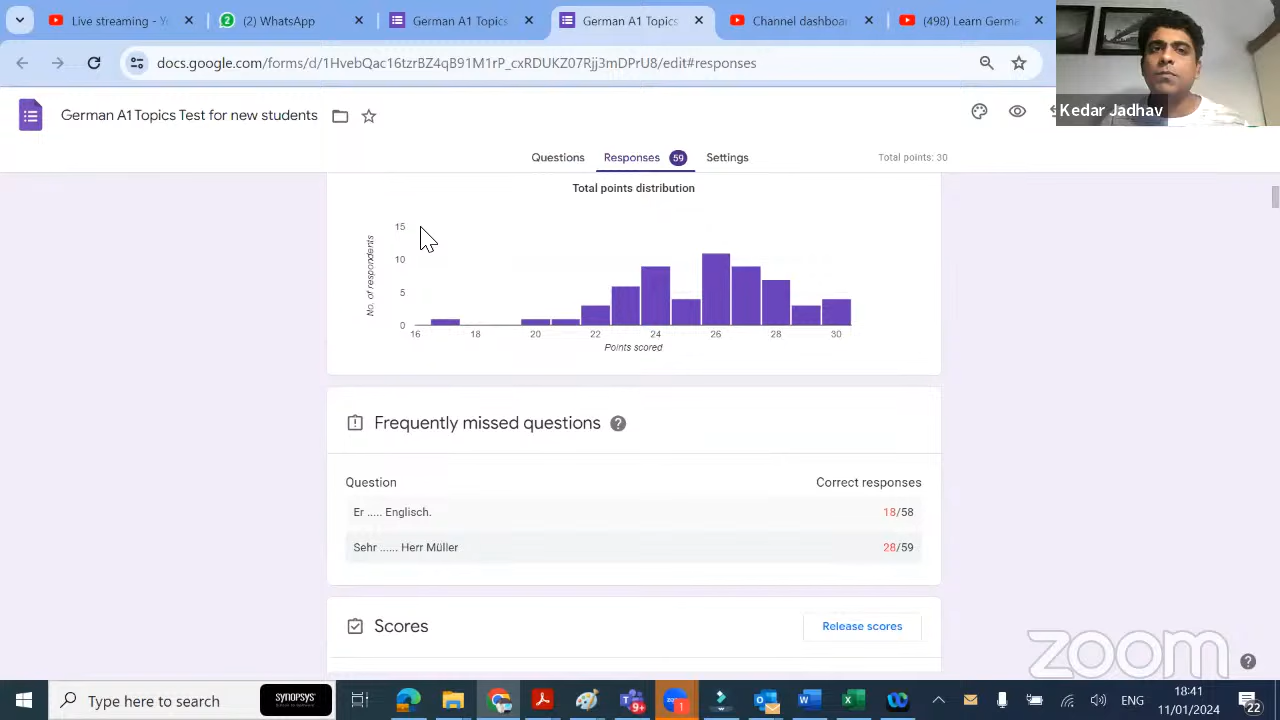 Live streaming - Y
(2) WhatsApp
German A1 Topics
German A1 Topics
Channel dashboa
(498) Learn Germa
docs.google.com/forms/d/1HvebQac16tzrBZ4qB91M1rP_cxRDUKZ07Rjj3mDPrU8/edit#responses
Kedar Jadhav
German A1 Topics Test for new students
Questions
Responses 59
Settings
Total points: 30
Total points distribution
No. of respondents
15
10
5
0
16 18 20 22 24 26 28 30
Points scored
Frequently missed questions
Question Correct responses
Er ..... Englisch. 18/58
Sehr ...... Herr Müller 28/59
Scores
Release scores
zoom
Type here to search
SYNOPSYS
9+
1
ENG
18:41
11/01/2024
22